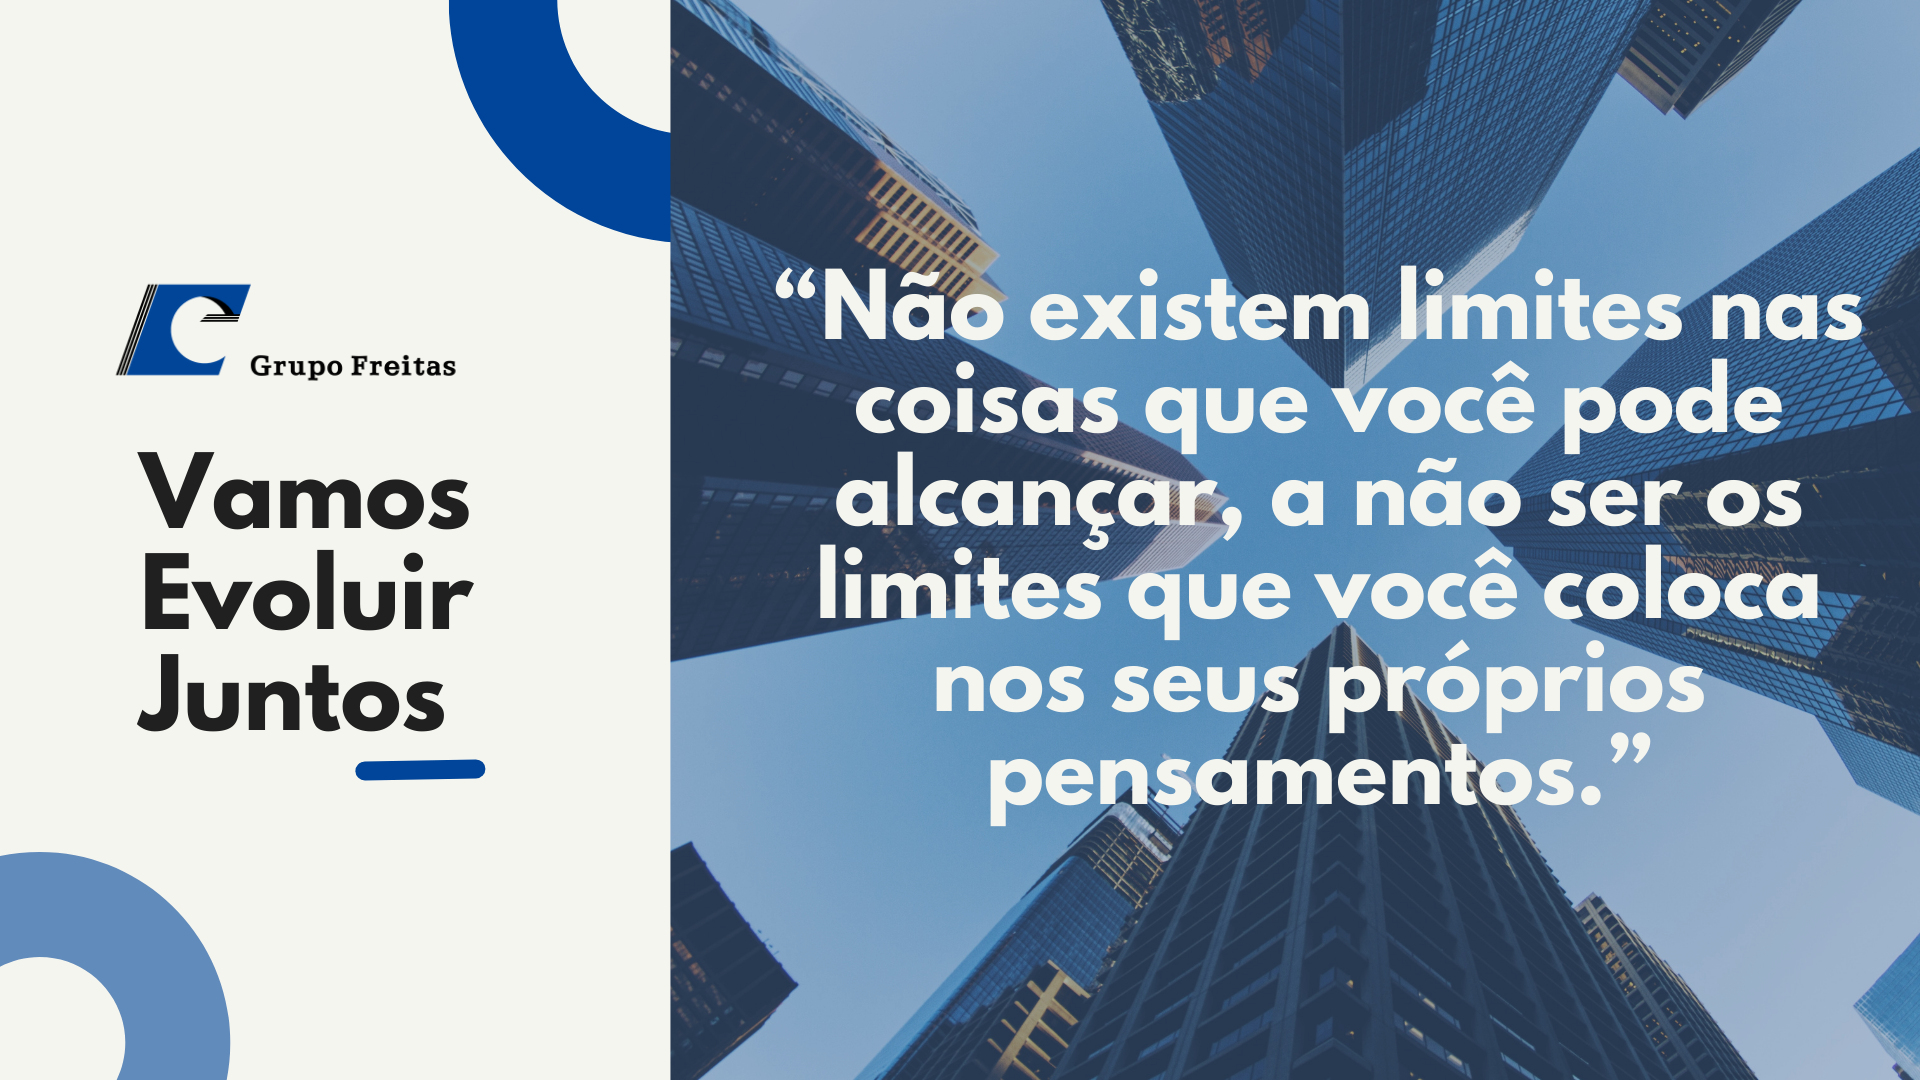 Grupo Freitas
Vamos
Evoluir
Juntos
“Não existem limites nas
coisas que você pode
alcançar, a não ser os
limites que você coloca
nos seus próprios
pensamentos.”